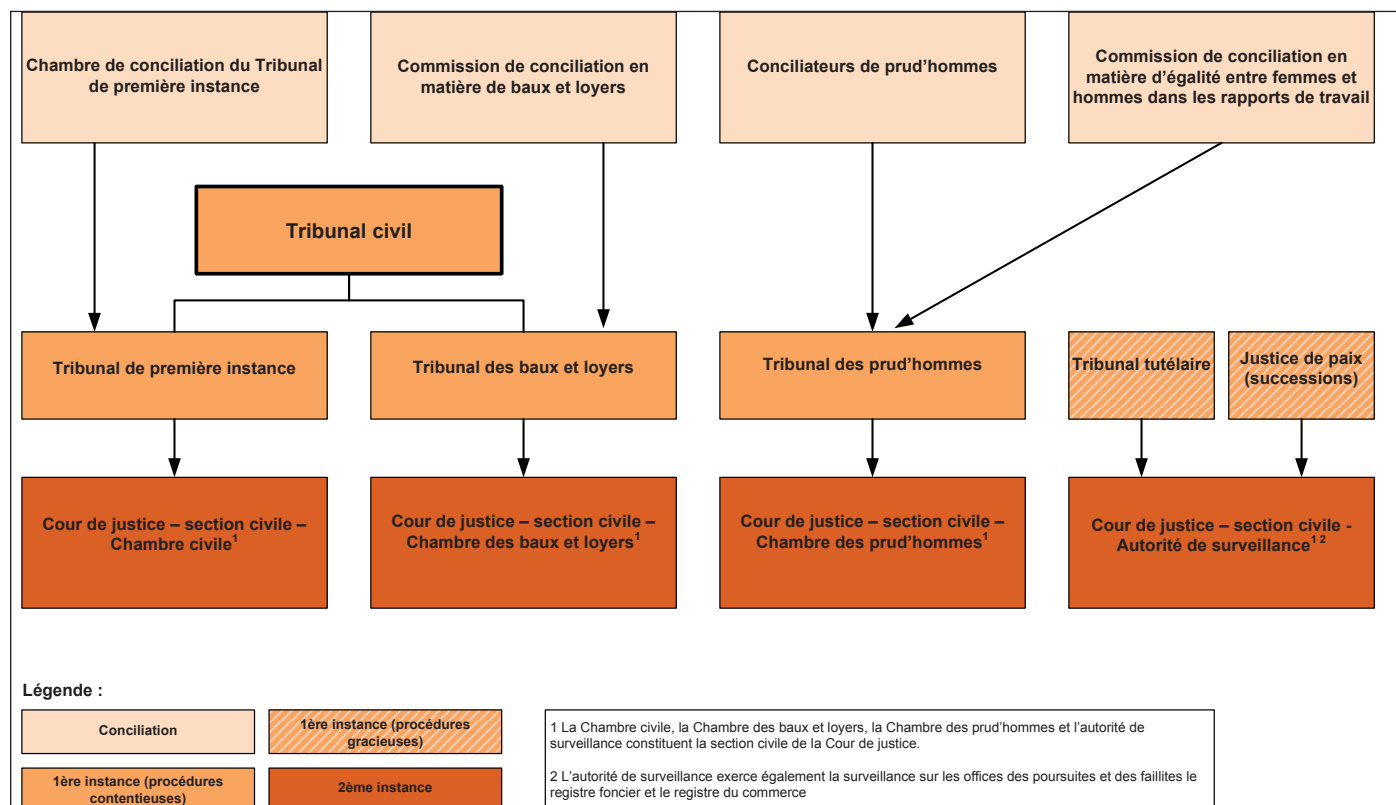 Chambre de conciliation du Tribunal
de première instance
Commission de conciliation en
matière de baux et loyers
Conciliateurs de prud’hommes
Commission de conciliation en
matière d’égalité entre femmes et
hommes dans les rapports de travail
Tribunal civil
Tribunal de première instance
Tribunal des baux et loyers
Tribunal des prud’hommes
Tribunal tutélaire
Justice de paix
(successions)
Cour de justice – section civile –
Chambre civile1
Cour de justice – section civile –
Chambre des baux et loyers1
Cour de justice – section civile –
Chambre des prud’hommes1
Cour de justice – section civile -
Autorité de surveillance1 2
Légende :
Conciliation
1ère instance (procédures
gracieuses)
1ère instance (procédures
contentieuses)
2ème instance
1 La Chambre civile, la Chambre des baux et loyers, la Chambre des prud’hommes et l’autorité de
surveillance constituent la section civile de la Cour de justice.
2 L’autorité de surveillance exerce également la surveillance sur les offices des poursuites et des faillites le
registre foncier et le registre du commerce